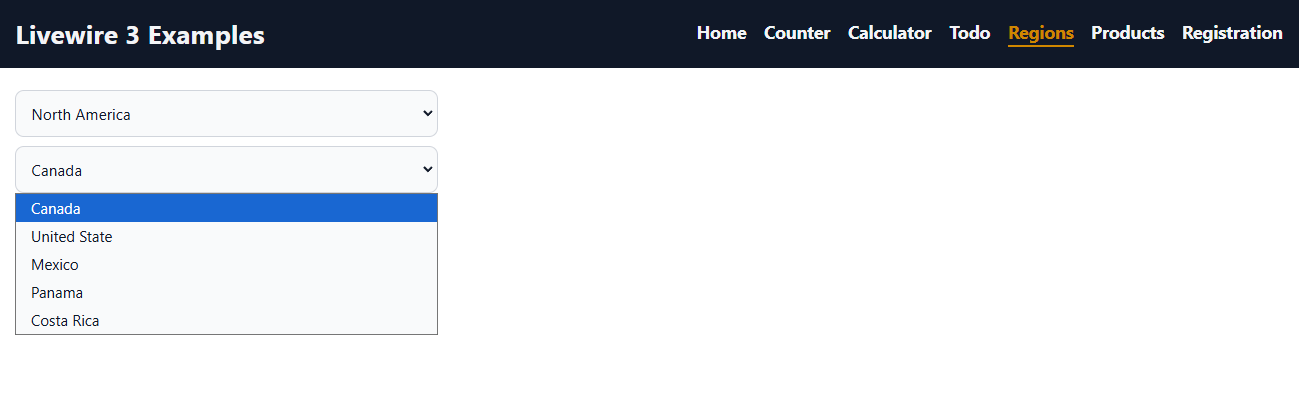 Livewire 3 Examples
Home Counter Calculator Todo Regions Products Registration
North America
Canada
Canada
United State
Mexico
Panama
Costa Rica